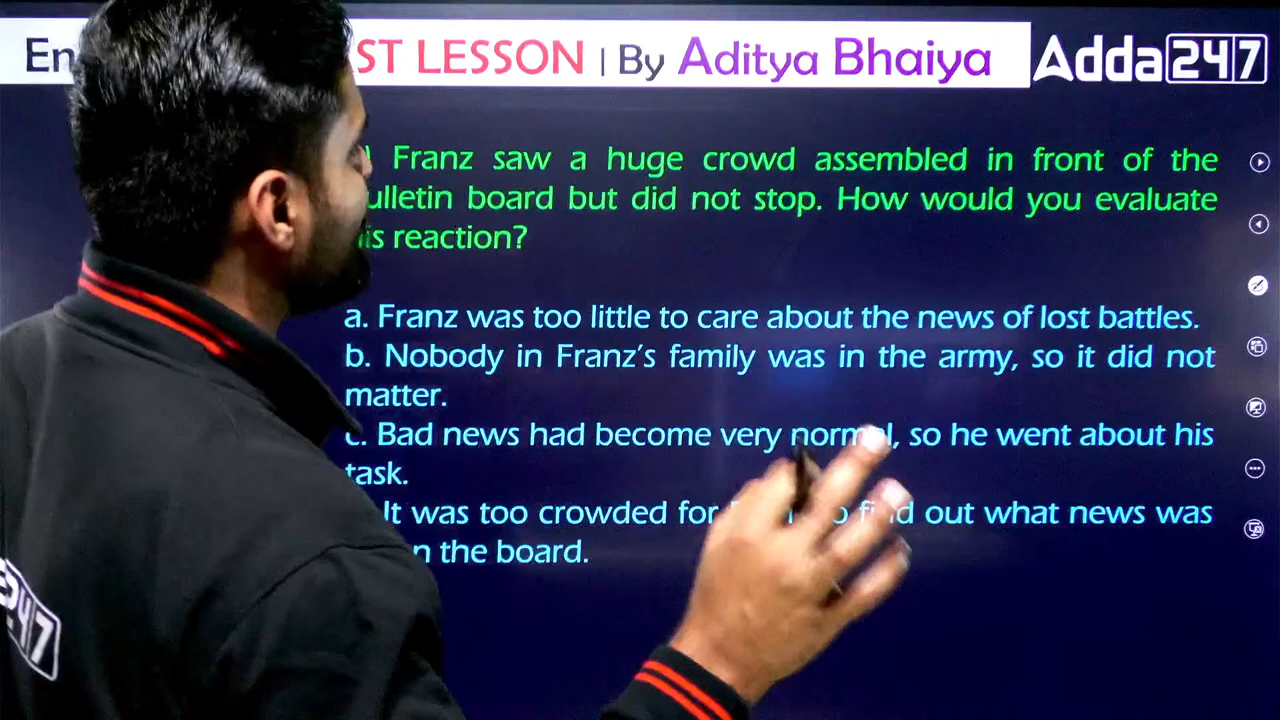 En ST LESSON | By Aditya Bhaiya
Adda247
Franz saw a huge crowd assembled in front of the
ulletin board but did not stop. How would you evaluate
is reaction?
a. Franz was too little to care about the news of lost battles.
b. Nobody in Franz's family was in the army, so it did not
matter.
c. Bad news had become very normal, so he went about his
task.
It was too crowded for find out what news was
n the board.
247